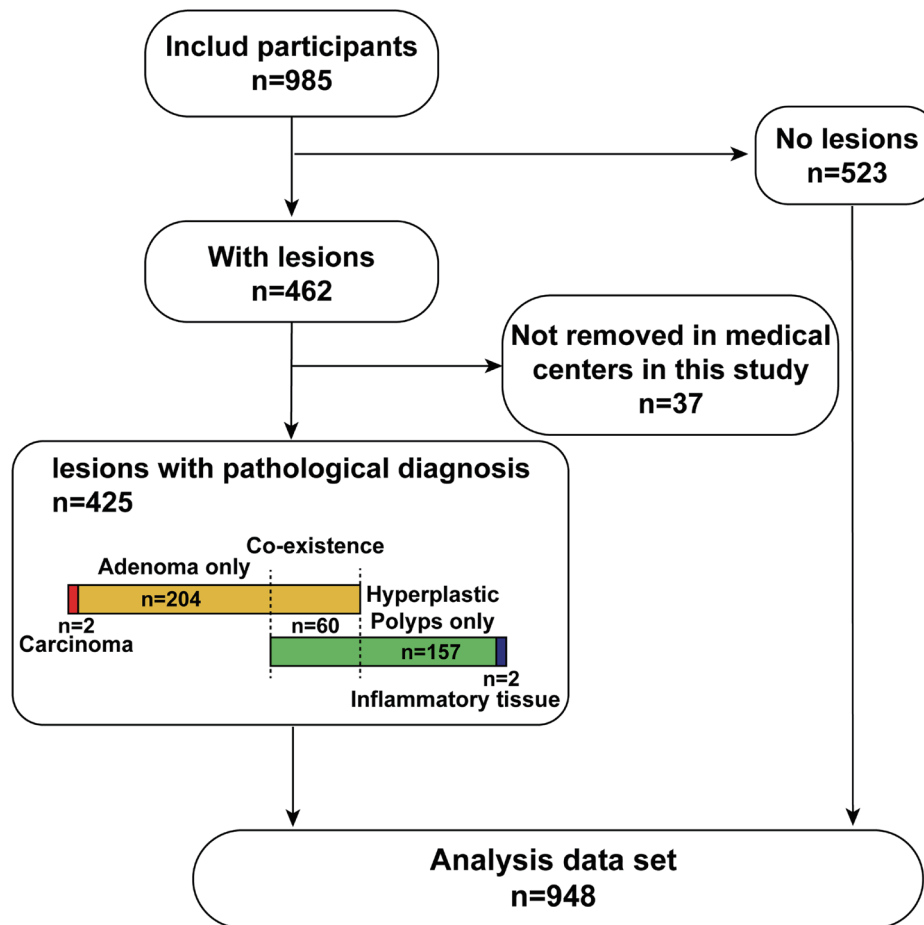 Includ participants
n=985
No lesions
n=523
With lesions
n=462
Not removed in medical
centers in this study
n=37
lesions with pathological diagnosis
n=425
Co-existence
Adenoma only
n=204
Hyperplastic
Polyps only
n=2
Carcinoma
n=60
n=157
n=2
Inflammatory tissue
Analysis data set
n=948